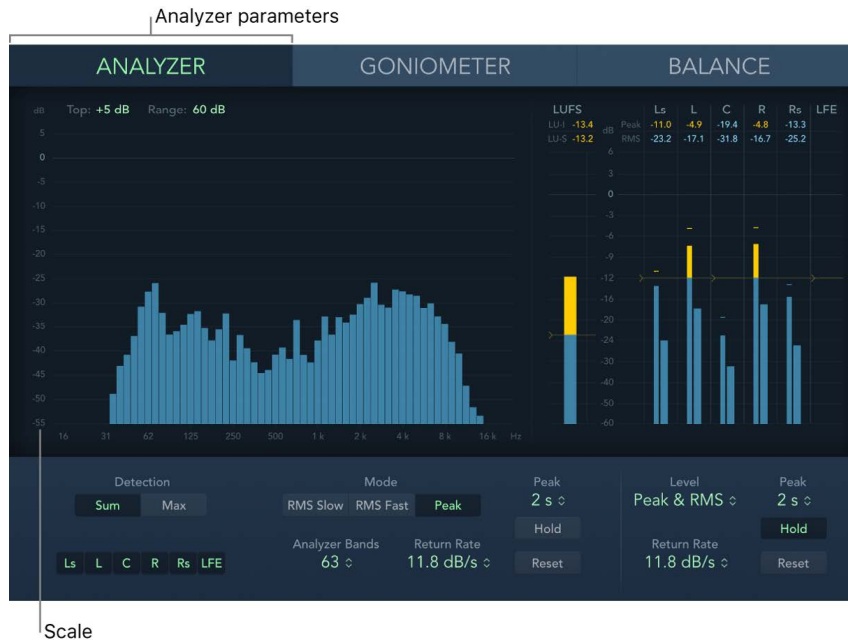 Analyzer parameters
ANALYZER GONIOMETER BALANCE
dB Top: +5 dB Range: 60 dB LUFS Ls L C R Rs LFE
LU-I -13.4 dB Peak -11.0 -4.9 -19.4 -4.8 -13.3
LU-S -13.2 RMS -23.2 -17.1 -31.8 -16.7 -25.2
5
0
-5
-10
-15
-20
-25
-30
-35
-40
-45
-50
-55
6
3
0
-3
-6
-9
-12
-16
-20
-24
-30
-40
-50
-60
16 31 62 125 250 500 1 k 2 k 4 k 8 k 16 k Hz
Detection Mode Peak Level Peak
Sum Max RMS Slow RMS Fast Peak 2 s Peak & RMS 2 s
Hold Hold
Analyzer Bands Return Rate Return Rate
Ls L C R Rs LFE 63 11.8 dB/s Reset 11.8 dB/s Reset
Scale